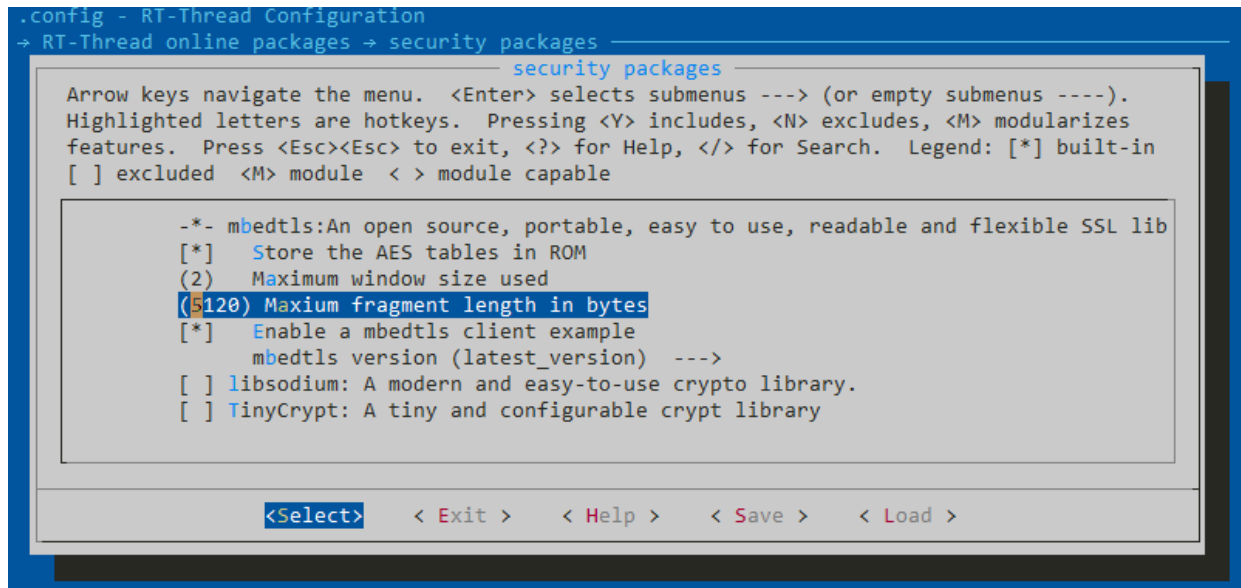 .config - RT-Thread Configuration
→ RT-Thread online packages → security packages
security packages
Arrow keys navigate the menu.  <Enter> selects submenus ---> (or empty submenus ----).
Highlighted letters are hotkeys.  Pressing <Y> includes, <N> excludes, <M> modularizes
features.  Press <Esc><Esc> to exit, <?> for Help, </> for Search.  Legend: [*] built-in
[ ] excluded  <M> module  < > module capable
-*- mbedtls:An open source, portable, easy to use, readable and flexible SSL lib
[*]   Store the AES tables in ROM
(2)   Maximum window size used
(5120) Maxium fragment length in bytes
[*]   Enable a mbedtls client example
mbedtls version (latest_version)  --->
[ ] libsodium: A modern and easy-to-use crypto library.
[ ] TinyCrypt: A tiny and configurable crypt library
<Select>    < Exit >    < Help >    < Save >    < Load >